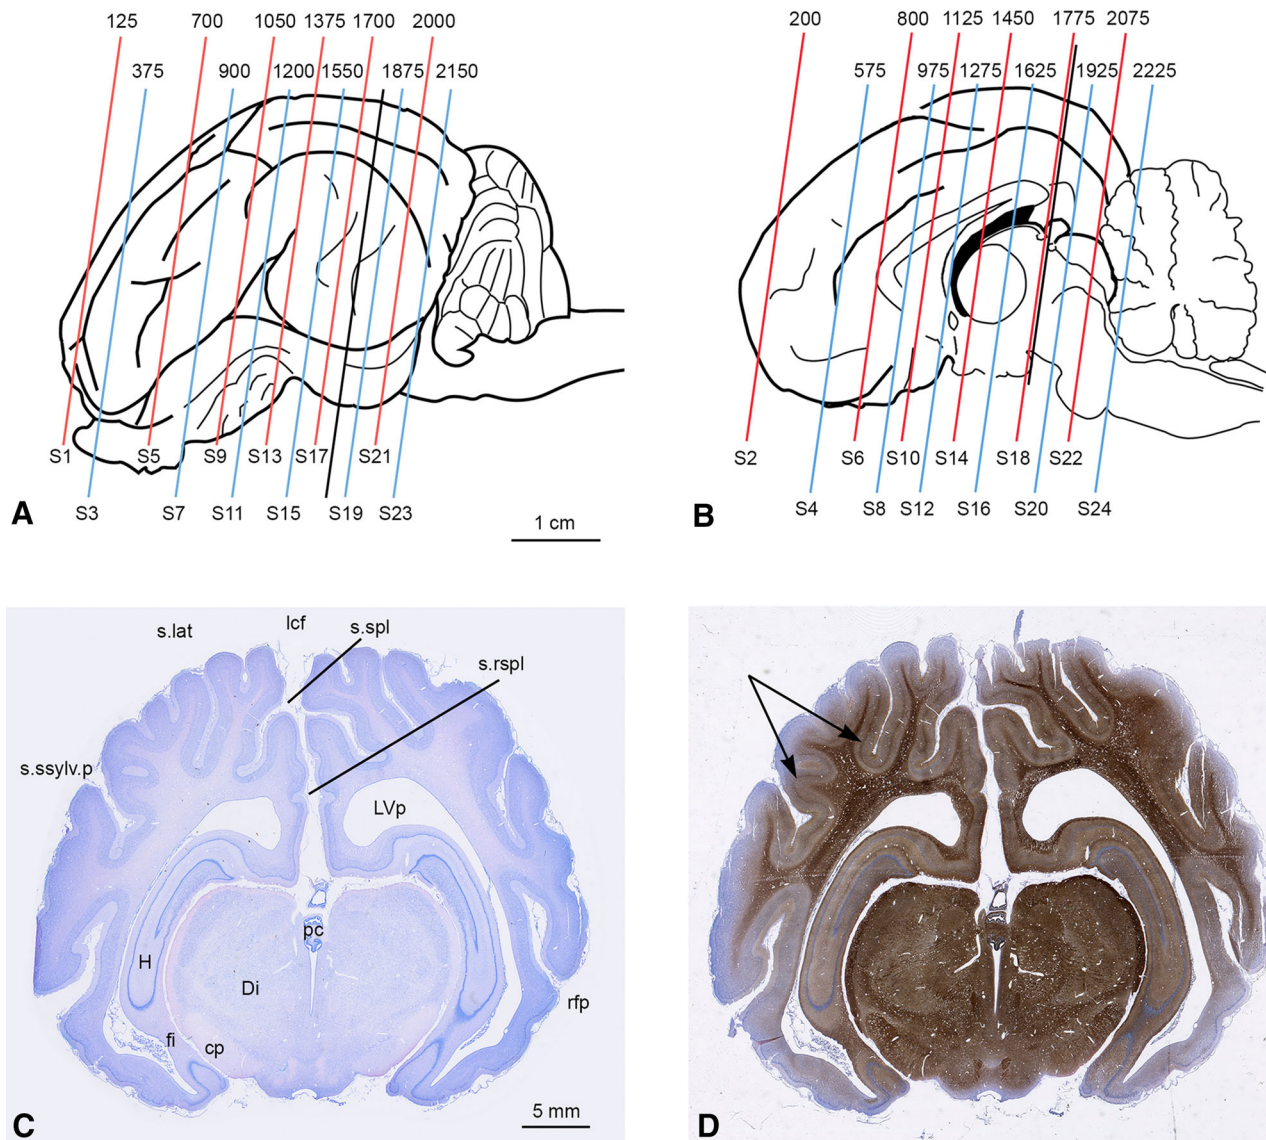 125 700 1050 1375 1700 2000
375 900 1200 1550 1875 2150
S1 S5 S9 S13 S17 S21
S3 S7 S11 S15 S19 S23
A
1 cm
200 800 1125 1450 1775 2075
575 975 1275 1625 1925 2225
S2 S6 S10 S14 S18 S22
S4 S8 S12 S16 S20 S24
B
s.lat lcf s.spl
s.rspl
s.ssylv.p
LVp
pc
H
Di
rfp
fi cp
C
5 mm
D